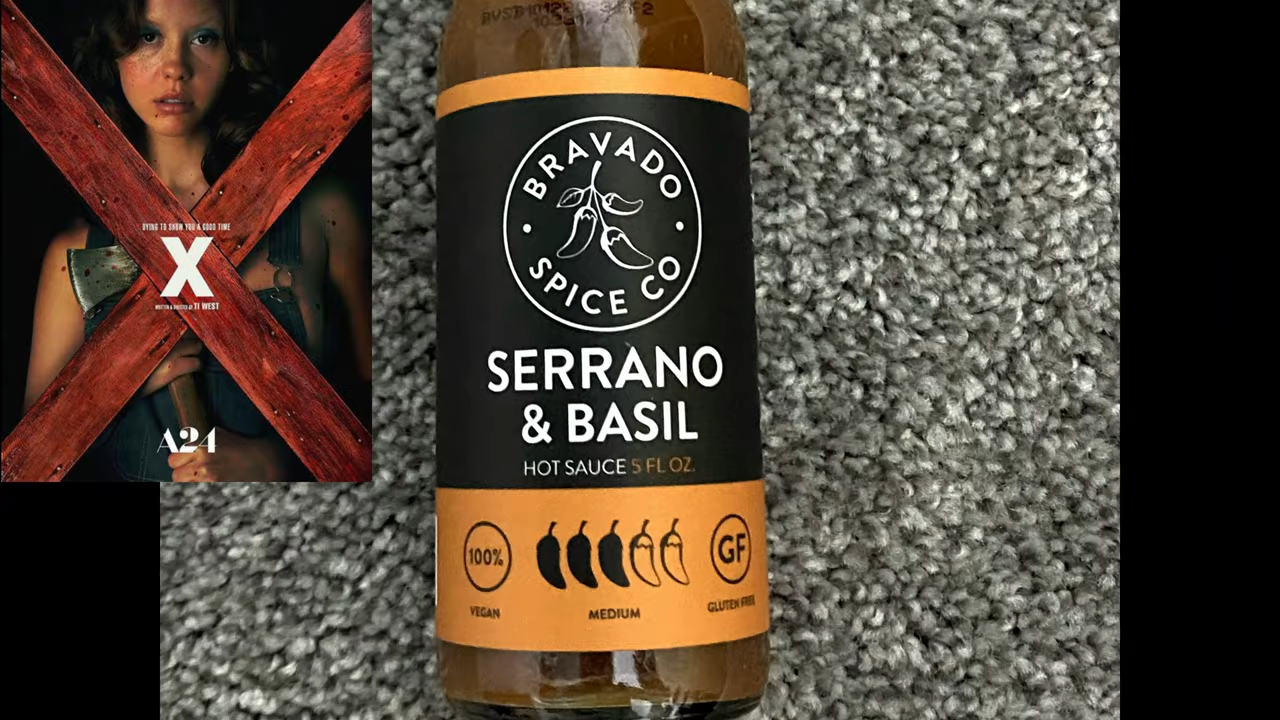 DYING TO SHOW YOU A GOOD TIME
X
WRITTEN & DIRECTED BY TI WEST
A24
BRAVADO
SPICE CO
SERRANO
& BASIL
HOT SAUCE 5 FL OZ.
100%
GF
VEGAN
MEDIUM
GLUTEN FREE